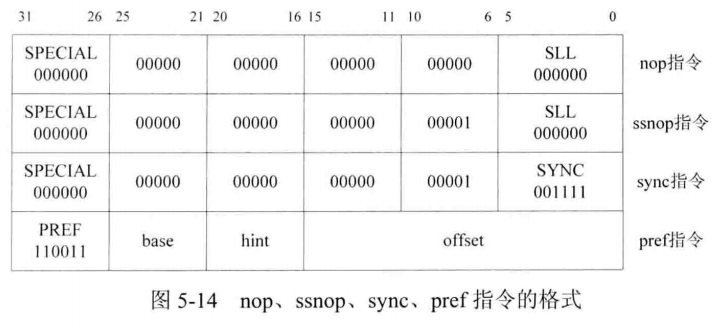 31 26 25 21 20 16 15 11 10 6 5 0
SPECIAL 000000 00000 00000 00000 00000 SLL 000000 nop指令
SPECIAL 000000 00000 00000 00000 00001 SLL 000000 ssnop指令
SPECIAL 000000 00000 00000 00000 00001 SYNC 001111 sync指令
PREF 110011 base hint offset pref指令
图 5-14 nop、ssnop、sync、pref 指令的格式